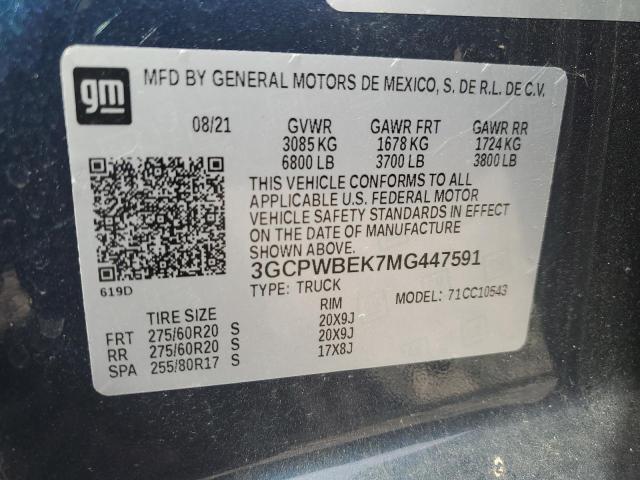 gm
MFD BY GENERAL MOTORS DE MEXICO, S. DE R.L. DE C.V.
08/21 GVWR GAWR FRT GAWR RR
3085 KG 1678 KG 1724 KG
6800 LB 3700 LB 3800 LB
THIS VEHICLE CONFORMS TO ALL
APPLICABLE U.S. FEDERAL MOTOR
VEHICLE SAFETY STANDARDS IN EFFECT
ON THE DATE OF MANUFACTURE
SHOWN ABOVE.
3GCPWBEK7MG447591
619D
TYPE: TRUCK MODEL: 71CC10543
TIRE SIZE RIM
FRT 275/60R20 S 20X9J
RR 275/60R20 S 20X9J
SPA 255/80R17 S 17X8J